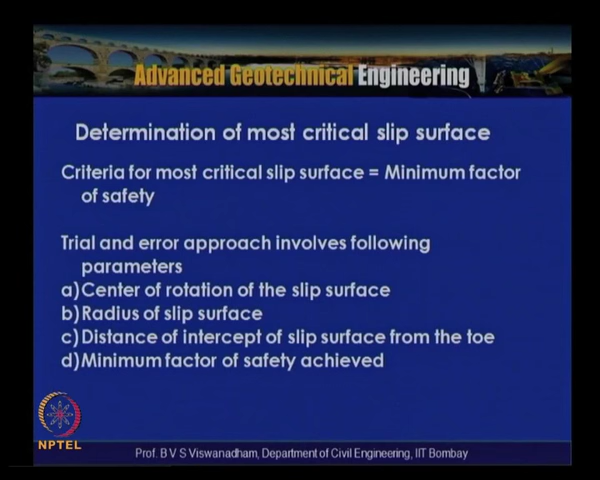 Advanced Geotechnical Engineering
Determination of most critical slip surface
Criteria for most critical slip surface = Minimum factor
of safety
Trial and error approach involves following
parameters
a)Center of rotation of the slip surface
b)Radius of slip surface
c)Distance of intercept of slip surface from the toe
d)Minimum factor of safety achieved
NPTEL
Prof. B V S Viswanadham, Department of Civil Engineering, IIT Bombay